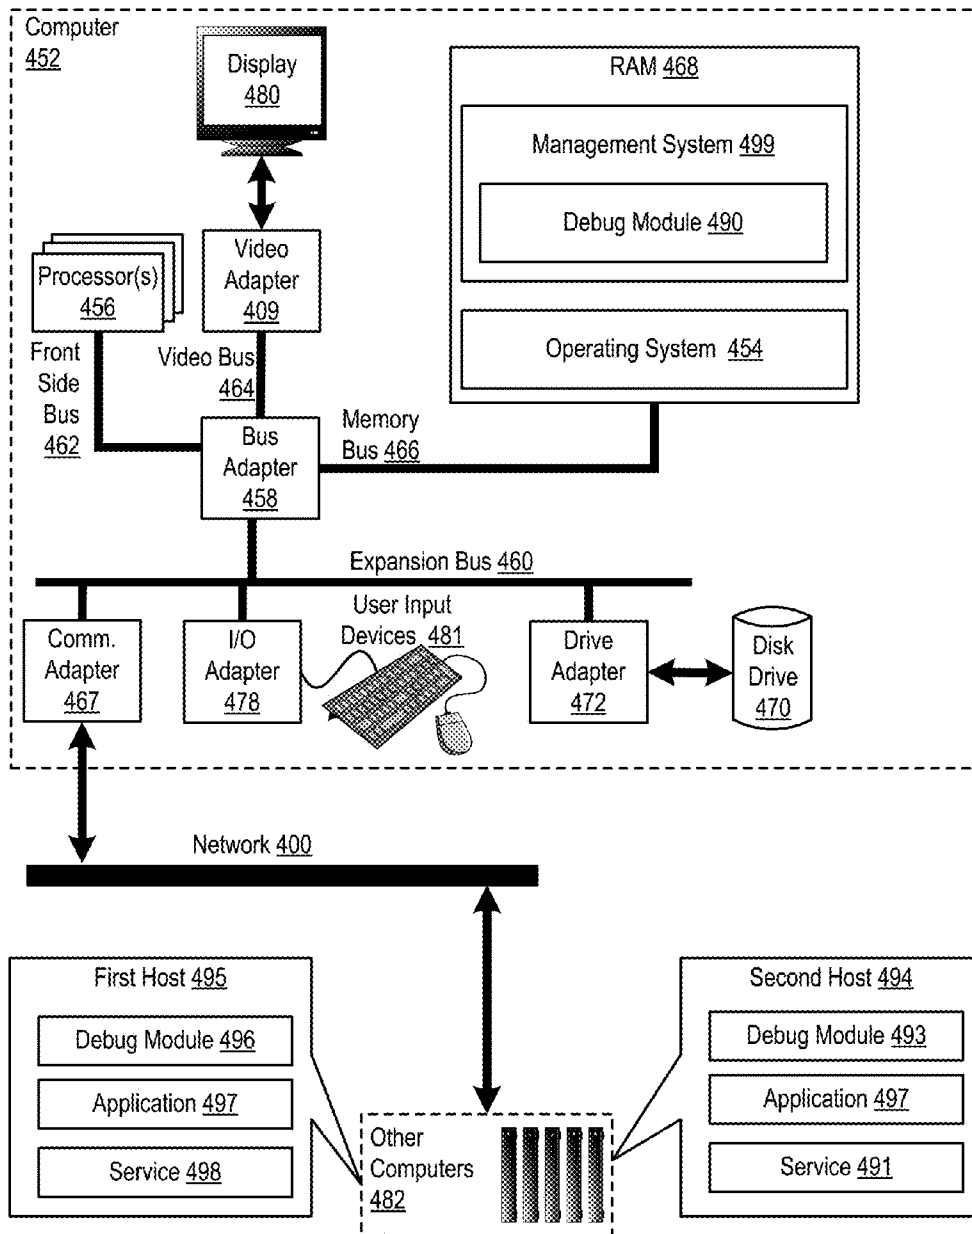 Computer
452
Display
480
RAM 468
Management System 499
Debug Module 490
Operating System 454
Processor(s)
456
Video
Adapter
409
Front
Side
Bus
462
Video Bus
464
Memory
Bus 466
Bus
Adapter
458
Expansion Bus 460
Comm.
Adapter
467
I/O
Adapter
478
User Input
Devices 481
Drive
Adapter
472
Disk
Drive
470
Network 400
First Host 495
Debug Module 496
Application 497
Service 498
Second Host 494
Debug Module 493
Application 497
Service 491
Other
Computers
482